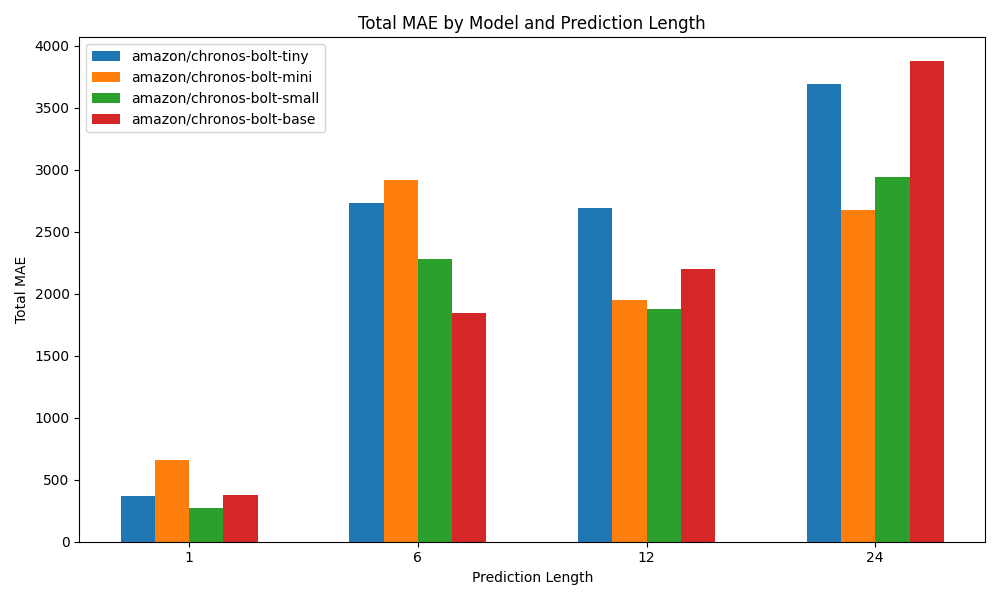 Total MAE by Model and Prediction Length
amazon/chronos-bolt-tiny
amazon/chronos-bolt-mini
amazon/chronos-bolt-small
amazon/chronos-bolt-base
4000
3500
3000
2500
2000
1500
1000
500
0
Total MAE
1 6 12 24
Prediction Length